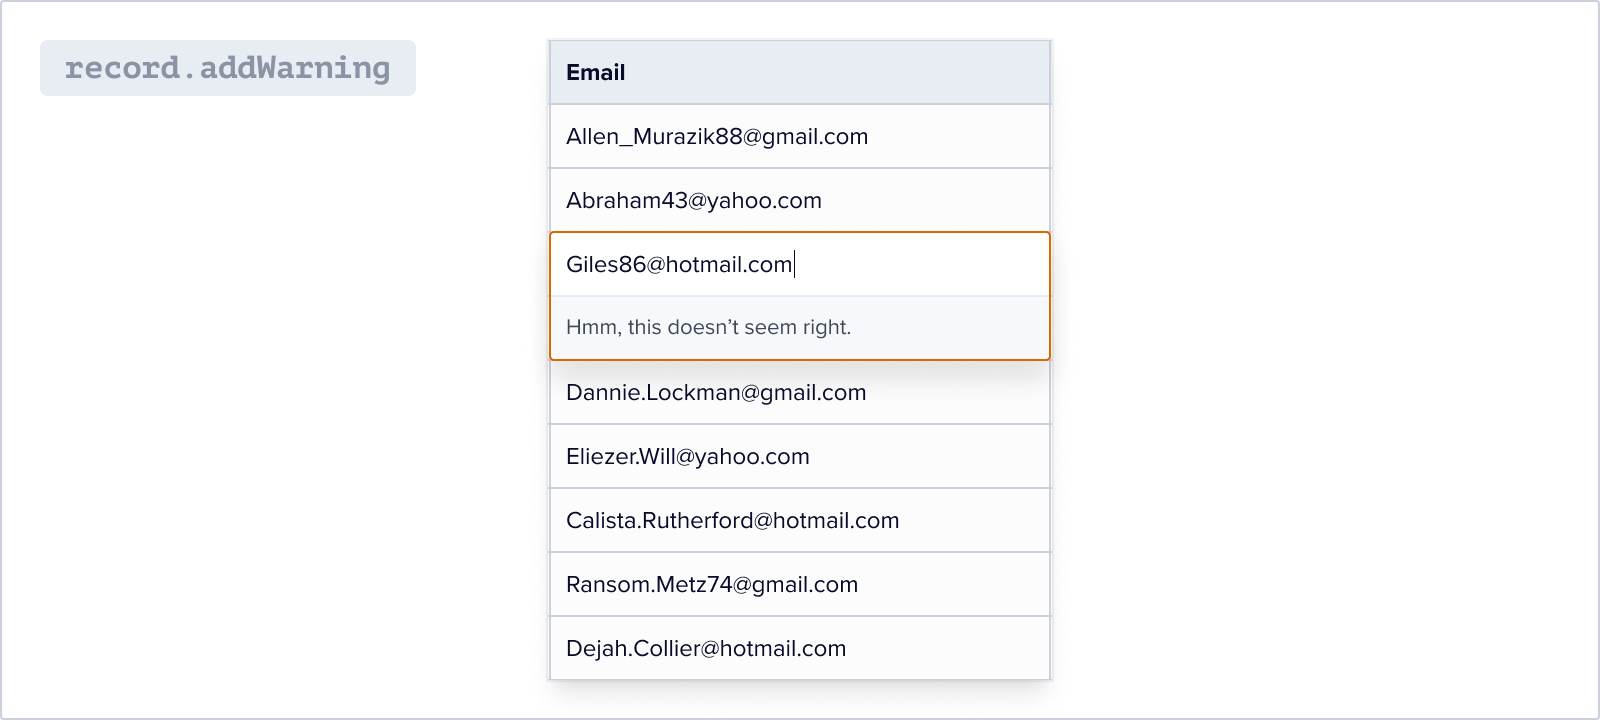 record.addWarning
Email
Allen_Murazik88@gmail.com
Abraham43@yahoo.com
Giles86@hotmail.com
Hmm, this doesn’t seem right.
Dannie.Lockman@gmail.com
Eliezer.Will@yahoo.com
Calista.Rutherford@hotmail.com
Ransom.Metz74@gmail.com
Dejah.Collier@hotmail.com